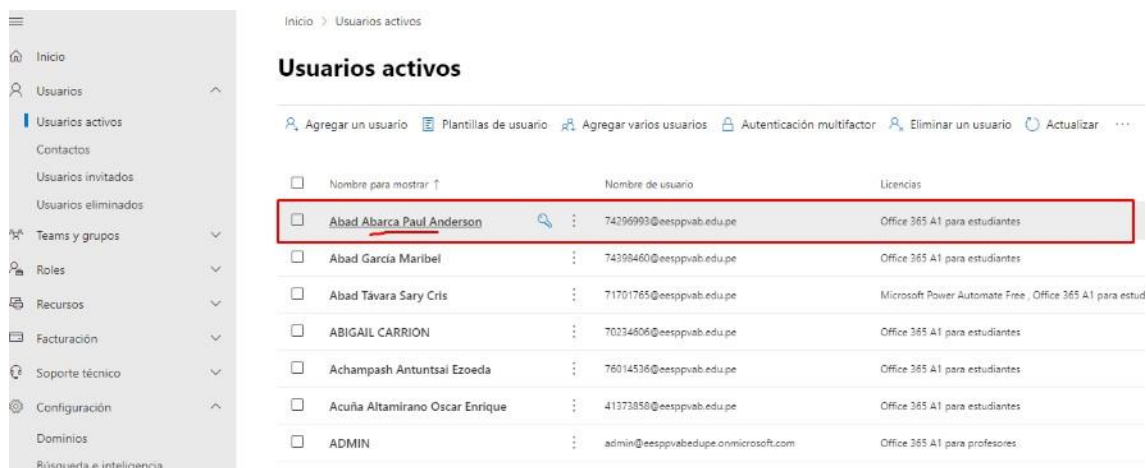 Inicio > Usuarios activos
Inicio
Usuarios
Usuarios activos
Contactos
Usuarios invitados
Usuarios eliminados
Teams y grupos
Roles
Recursos
Facturación
Soporte técnico
Configuración
Dominios
Búsqueda e inteligencia
Usuarios activos
Agregar un usuario Plantillas de usuario Agregar varios usuarios Autenticación multifactor Eliminar un usuario Actualizar ...
Nombre para mostrar ↑ Nombre de usuario Licencias
Abad Abarca Paul Anderson 74296993@eesppvab.edu.pe Office 365 A1 para estudiantes
Abad García Maribel 74398460@eesppvab.edu.pe Office 365 A1 para estudiantes
Abad Távara Sary Cris 71701765@eesppvab.edu.pe Microsoft Power Automate Free , Office 365 A1 para estud
ABIGAIL CARRION 70234606@eesppvab.edu.pe Office 365 A1 para estudiantes
Achampash Antuntsai Ezoeda 76014536@eesppvab.edu.pe Office 365 A1 para estudiantes
Acuña Altamirano Oscar Enrique 41373858@eesppvab.edu.pe Office 365 A1 para estudiantes
ADMIN admin@eesppvabedupe.onmicrosoft.com Office 365 A1 para profesores